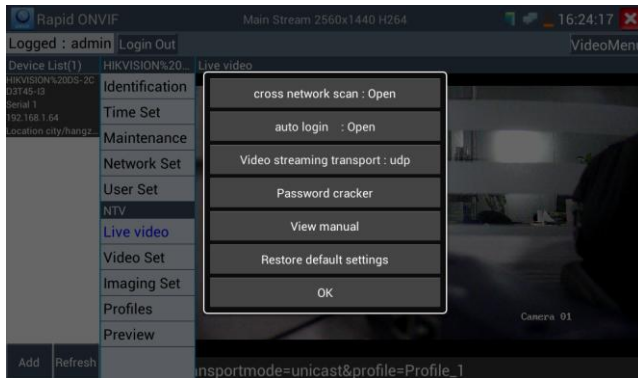 Rapid ONVIF
Main Stream 2560x1440 H264
16:24:17
Logged : admin
Login Out
VideoMenu
Device List(1)
HIKVISION%20...
Live video
HIKVISION%20DS-2C
D3T45-I3
Serial 1
192.168.1.64
Location city/hangz...
Identification
Time Set
Maintenance
Network Set
User Set
NTV
Live video
Video Set
Imaging Set
Profiles
Preview
cross network scan : Open
auto login : Open
Video streaming transport : udp
Password cracker
View manual
Restore default settings
OK
Camera 01
Add
Refresh
nsportmode=unicast&profile=Profile_1